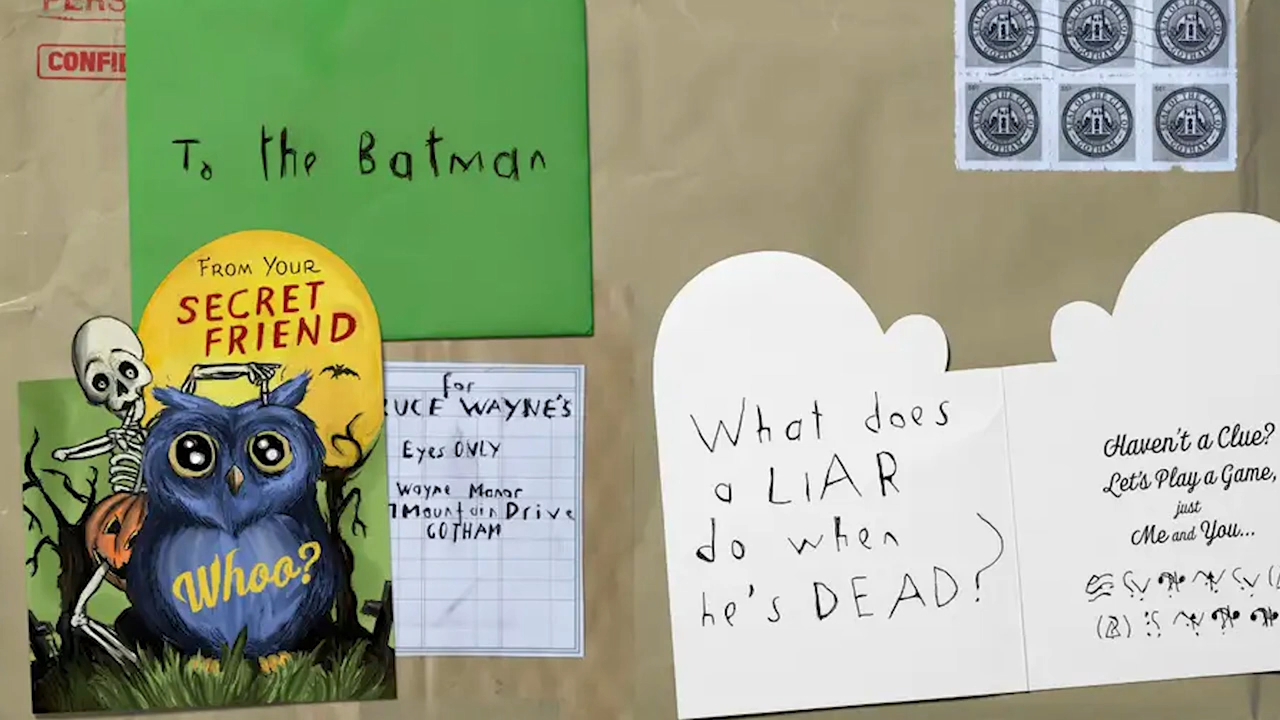 CONFID
To the Batman
FROM YOUR
SECRET
FRIEND
Whoo?
for
UCE WAYNE'S
Eyes ONLY
Wayne Manor
Mountain Drive
GOTHAM
What does
a LIAR
do when
he's DEAD?
Haven't a Clue?
Let's Play a Game,
just
Me and You...